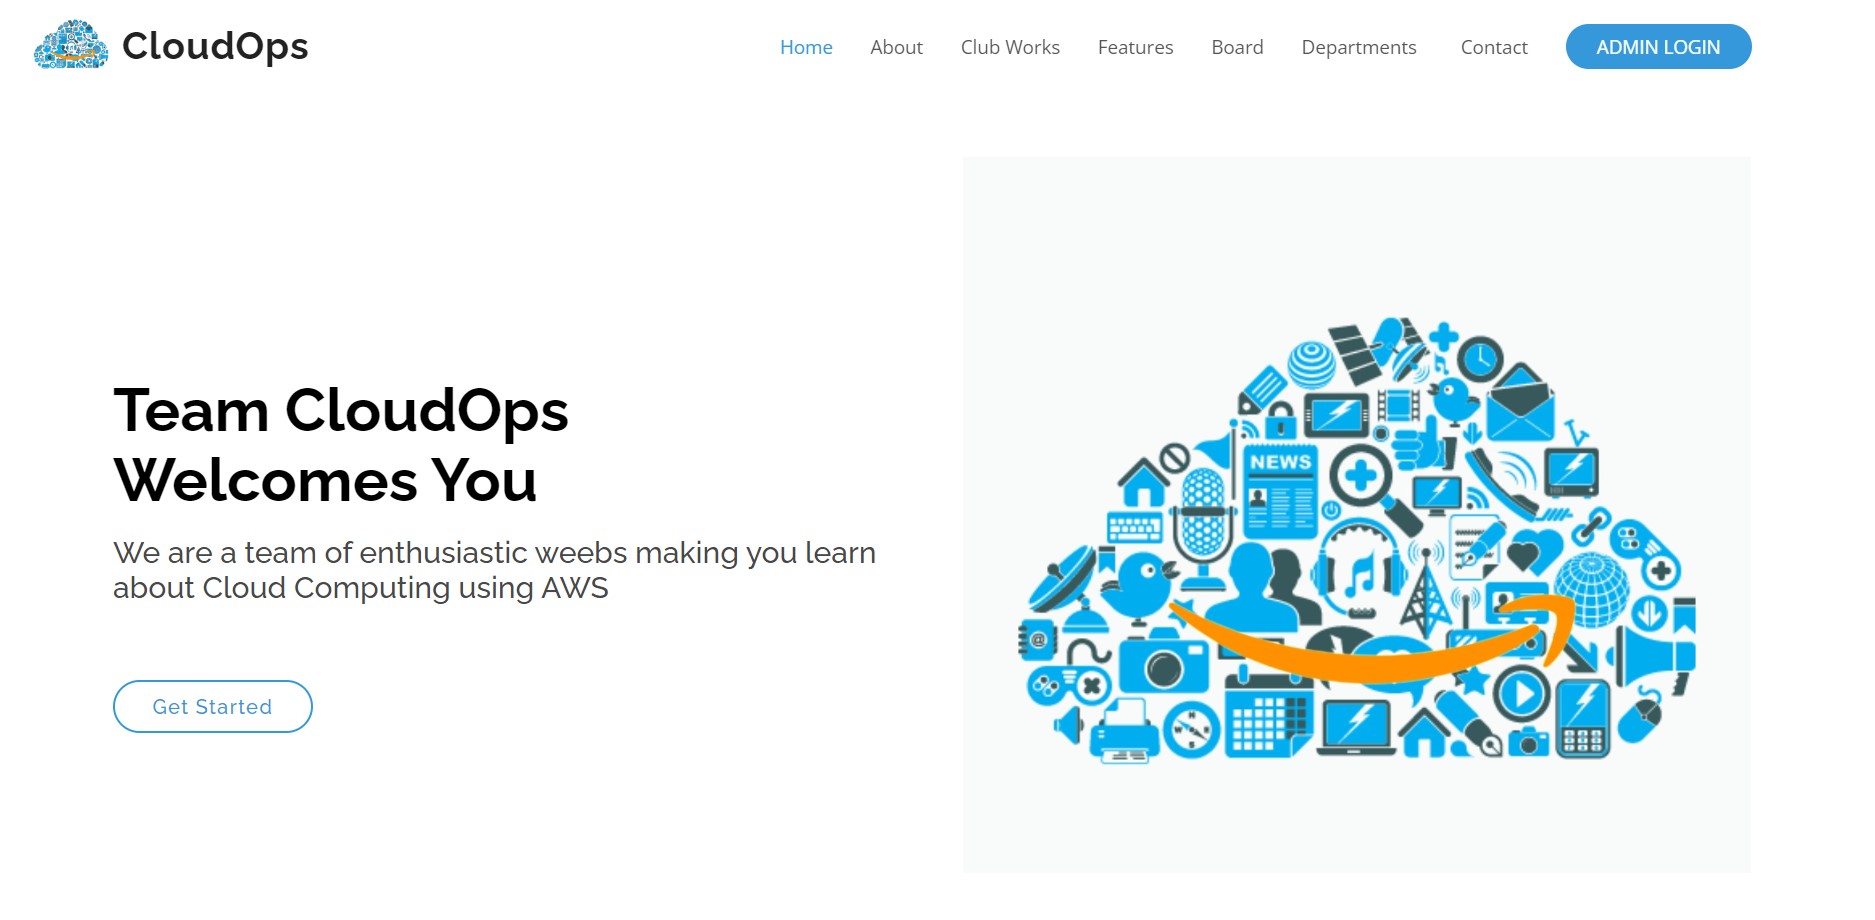 CloudOps
Home About Club Works Features Board Departments Contact ADMIN LOGIN
Team CloudOps
Welcomes You
We are a team of enthusiastic weebs making you learn
about Cloud Computing using AWS
Get Started
NEWS